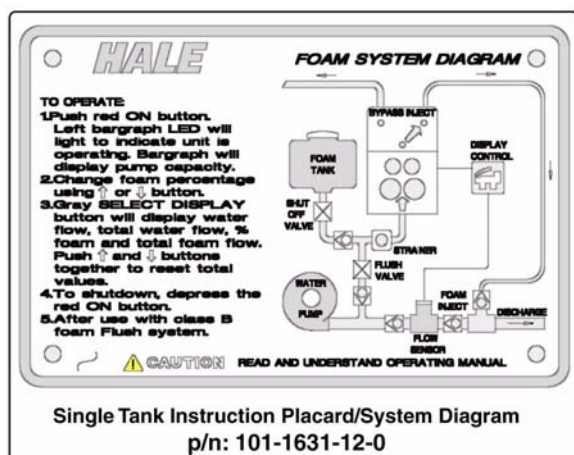 HALE
FOAM SYSTEM DIAGRAM
TO OPERATE:
1.Push red ON button.
Left bargraph LED will
light to indicate unit is
operating. Bargraph will
display pump capacity.
2.Change foam percentage
using ⇧ or ⇩ button.
3.Gray SELECT DISPLAY
button will display water
flow, total water flow, %
foam and total foam flow.
Push ⇧ and ⇩ buttons
together to reset total
values.
4.To shutdown, depress the
red ON button.
5.After use with class B
foam Flush system.
BYPASS INJECT
FOAM
TANK
DISPLAY
CONTROL
SHUT
OFF
VALVE
STRAINER
FLUSH
VALVE
WATER
PUMP
FOAM
INJECT
DISCHARGE
FLOW
SENSOR
CAUTION READ AND UNDERSTAND OPERATING MANUAL
Single Tank Instruction Placard/System Diagram
p/n: 101-1631-12-0